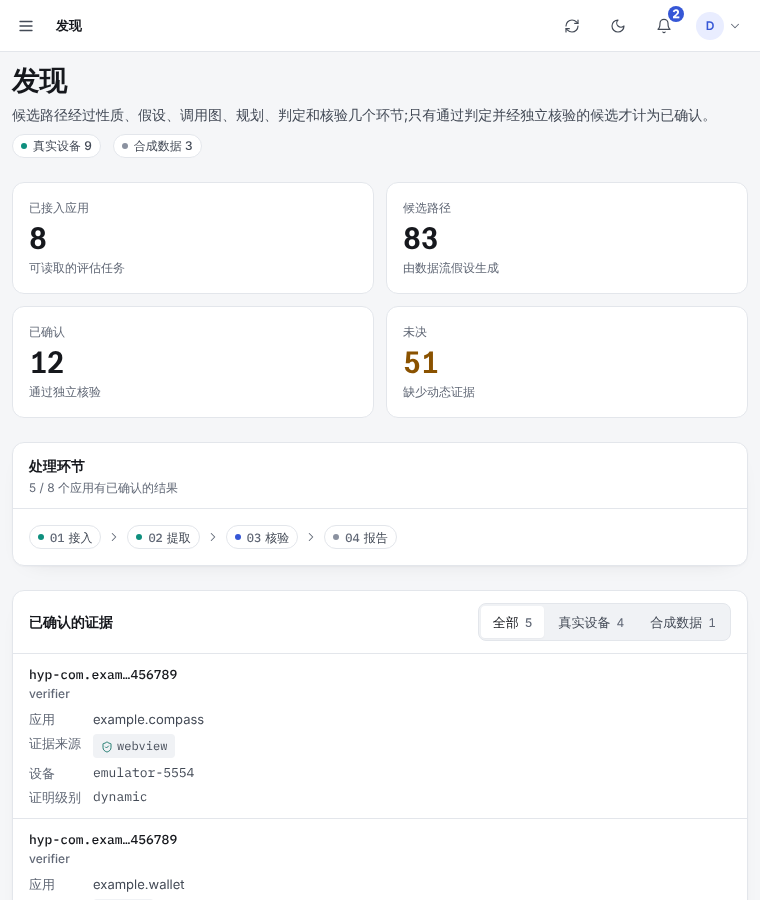 发现
2
D
发现
候选路径经过性质、假设、调用图、规划、判定和核验几个环节;只有通过判定并经独立核验的候选才计为已确认。
真实设备 9
合成数据 3
已接入应用
8
可读取的评估任务
候选路径
83
由数据流假设生成
已确认
12
通过独立核验
未决
51
缺少动态证据
处理环节
5 / 8 个应用有已确认的结果
01 接入
02 提取
03 核验
04 报告
已确认的证据
全部 5
真实设备 4
合成数据 1
hyp-com.exam…456789
verifier
应用 example.compass
证据来源 webview
设备 emulator-5554
证明级别 dynamic
hyp-com.exam…456789
verifier
应用 example.wallet